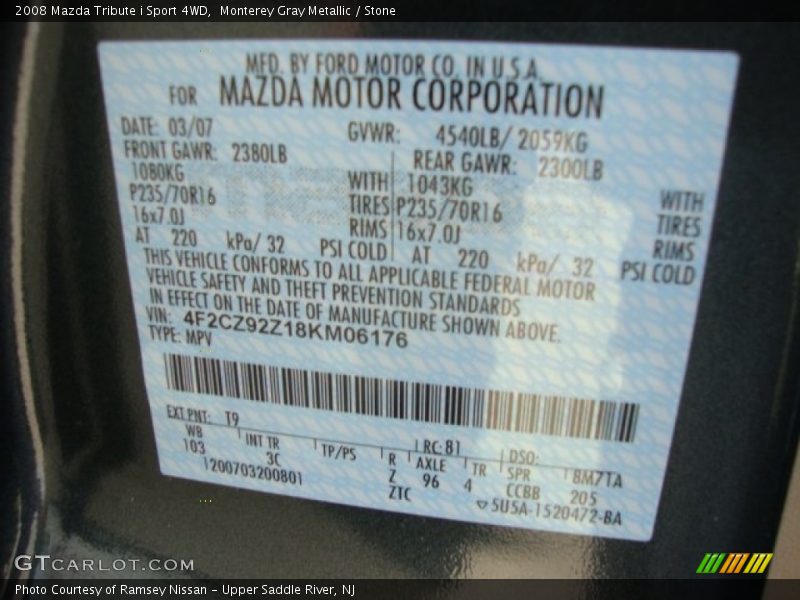 2008 Mazda Tribute i Sport 4WD, Monterey Gray Metallic / Stone
MFD. BY FORD MOTOR CO. IN U.S.A.
FOR MAZDA MOTOR CORPORATION
DATE: 03/07 GVWR: 4540LB/ 2059KG
FRONT GAWR: 2380LB REAR GAWR: 2300LB
1080KG WITH 1043KG WITH
P235/70R16 TIRES P235/70R16 TIRES
16x7.0J RIMS 16x7.0J RIMS
AT 220 kPa/ 32 PSI COLD AT 220 kPa/ 32 PSI COLD
THIS VEHICLE CONFORMS TO ALL APPLICABLE FEDERAL MOTOR
VEHICLE SAFETY AND THEFT PREVENTION STANDARDS
IN EFFECT ON THE DATE OF MANUFACTURE SHOWN ABOVE.
VIN: 4F2CZ92Z18KM06176
TYPE: MPV
EXT PNT: T9 RC: 81 DSO:
WB INT TR TP/PS R AXLE TR SPR BM7TA
103 3C Z 96 4 CCBB 205
1200703200801 ZTC 5U5A-1520472-BA
GTCARLOT.COM
Photo Courtesy of Ramsey Nissan - Upper Saddle River, NJ